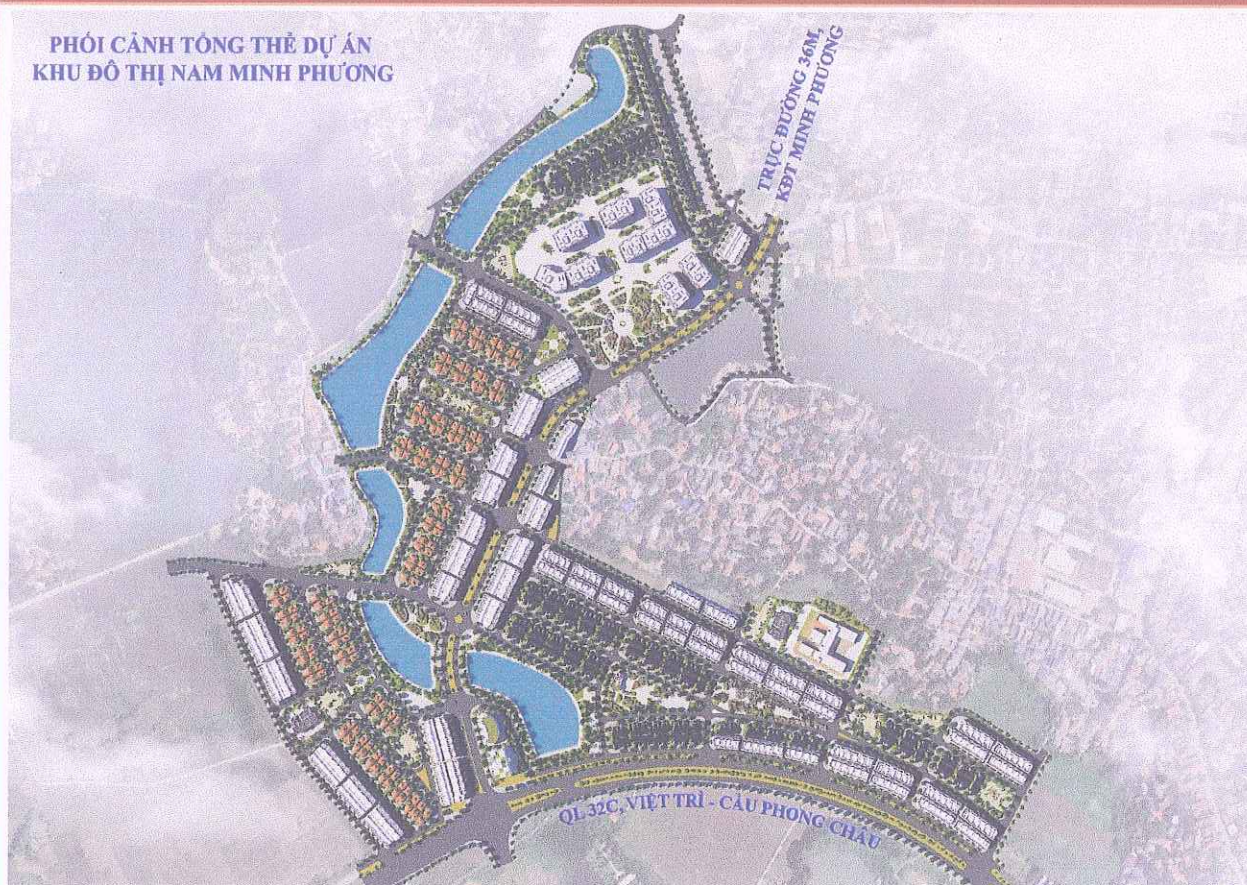 PHỐI CẢNH TỔNG THỂ DỰ ÁN
KHU ĐÔ THỊ NAM MINH PHƯƠNG
TRỤC ĐƯỜNG 36M,
KĐT MINH PHƯƠNG
QL 32C, VIỆT TRÌ - CẦU PHONG CHÂU